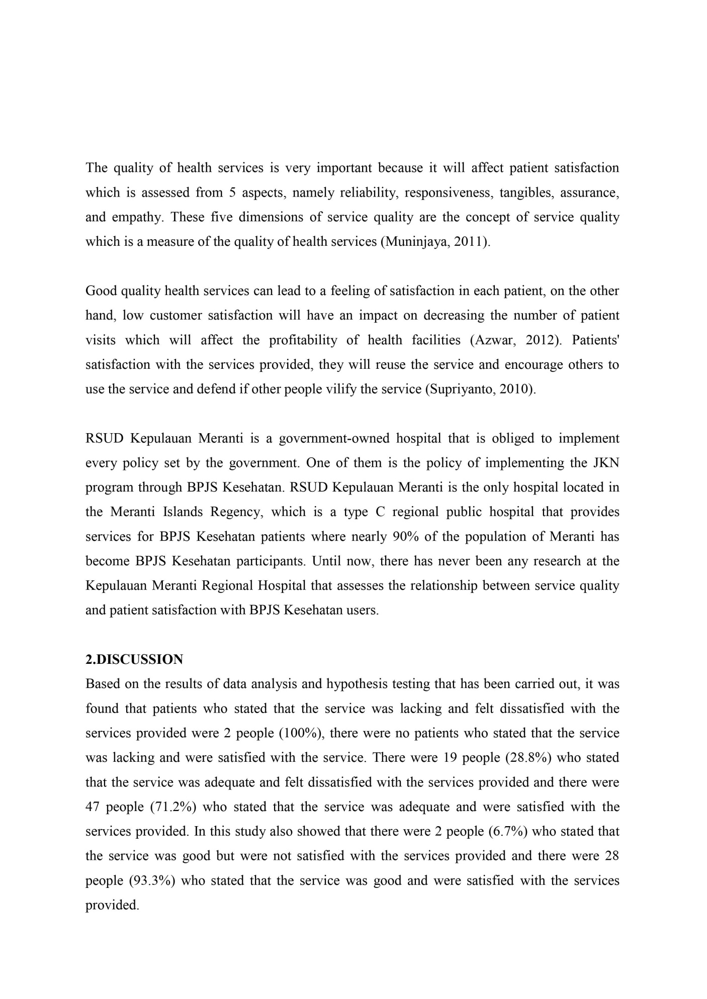 The quality of health services is very important because it will affect patient satisfaction
which is assessed from 5 aspects, namely reliability, responsiveness, tangibles, assurance,
and empathy. These five dimensions of service quality are the concept of service quality
which is a measure of the quality of health services (Muninjaya, 2011).
Good quality health services can lead to a feeling of satisfaction in each patient, on the other
hand, low customer satisfaction will have an impact on decreasing the number of patient
visits which will affect the profitability of health facilities (Azwar, 2012). Patients'
satisfaction with the services provided, they will reuse the service and encourage others to
use the service and defend if other people vilify the service (Supriyanto, 2010).
RSUD Kepulauan Meranti is a government-owned hospital that is obliged to implement
every policy set by the government. One of them is the policy of implementing the JKN
program through BPJS Kesehatan. RSUD Kepulauan Meranti is the only hospital located in
the Meranti Islands Regency, which is a type C regional public hospital that provides
services for BPJS Kesehatan patients where nearly 90% of the population of Meranti has
become BPJS Kesehatan participants. Until now, there has never been any research at the
Kepulauan Meranti Regional Hospital that assesses the relationship between service quality
and patient satisfaction with BPJS Kesehatan users.
2.DISCUSSION
Based on the results of data analysis and hypothesis testing that has been carried out, it was
found that patients who stated that the service was lacking and felt dissatisfied with the
services provided were 2 people (100%), there were no patients who stated that the service
was lacking and were satisfied with the service. There were 19 people (28.8%) who stated
that the service was adequate and felt dissatisfied with the services provided and there were
47 people (71.2%) who stated that the service was adequate and were satisfied with the
services provided. In this study also showed that there were 2 people (6.7%) who stated that
the service was good but were not satisfied with the services provided and there were 28
people (93.3%) who stated that the service was good and were satisfied with the services
provided.